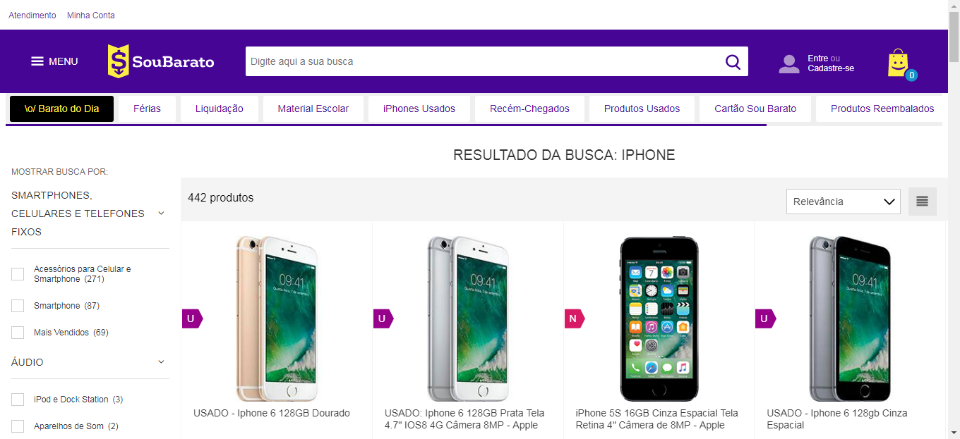 Atendimento Minha Conta
MENU
SouBarato
Digite aqui a sua busca
Entre ou
Cadastre-se
0
\o/ Barato do Dia Férias Liquidação Material Escolar iPhones Usados Recém-Chegados Produtos Usados Cartão Sou Barato Produtos Reembalados
RESULTADO DA BUSCA: IPHONE
MOSTRAR BUSCA POR:
SMARTPHONES,
CELULARES E TELEFONES
FIXOS
Acessórios para Celular e
Smartphone (271)
Smartphone (87)
Mais Vendidos (69)
ÁUDIO
iPod e Dock Station (3)
Aparelhos de Som (2)
442 produtos
Relevância
U
09:41
USADO - Iphone 6 128GB Dourado
U
09:41
USADO: Iphone 6 128GB Prata Tela
4.7" IOS8 4G Câmera 8MP - Apple
N
iPhone 5S 16GB Cinza Espacial Tela
Retina 4" Câmera de 8MP - Apple
U
09:41
USADO - Iphone 6 128gb Cinza
Espacial